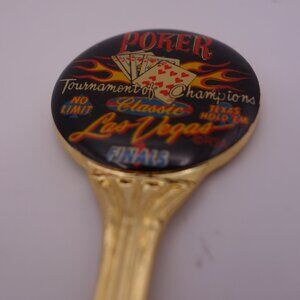 POKER
Tournament of Champions
NO LIMIT
Classic
TEXAS HOLD 'EM
Las Vegas
FINALS